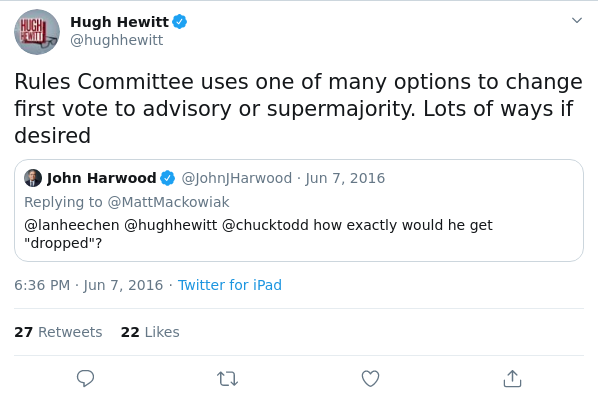 HUGH
HEWITT
Hugh Hewitt
@hughhewitt
Rules Committee uses one of many options to change
first vote to advisory or supermajority. Lots of ways if
desired
John Harwood @JohnJHarwood · Jun 7, 2016
Replying to @MattMackowiak
@lanheechen @hughhewitt @chucktodd how exactly would he get
"dropped"?
6:36 PM · Jun 7, 2016 · Twitter for iPad
27 Retweets 22 Likes